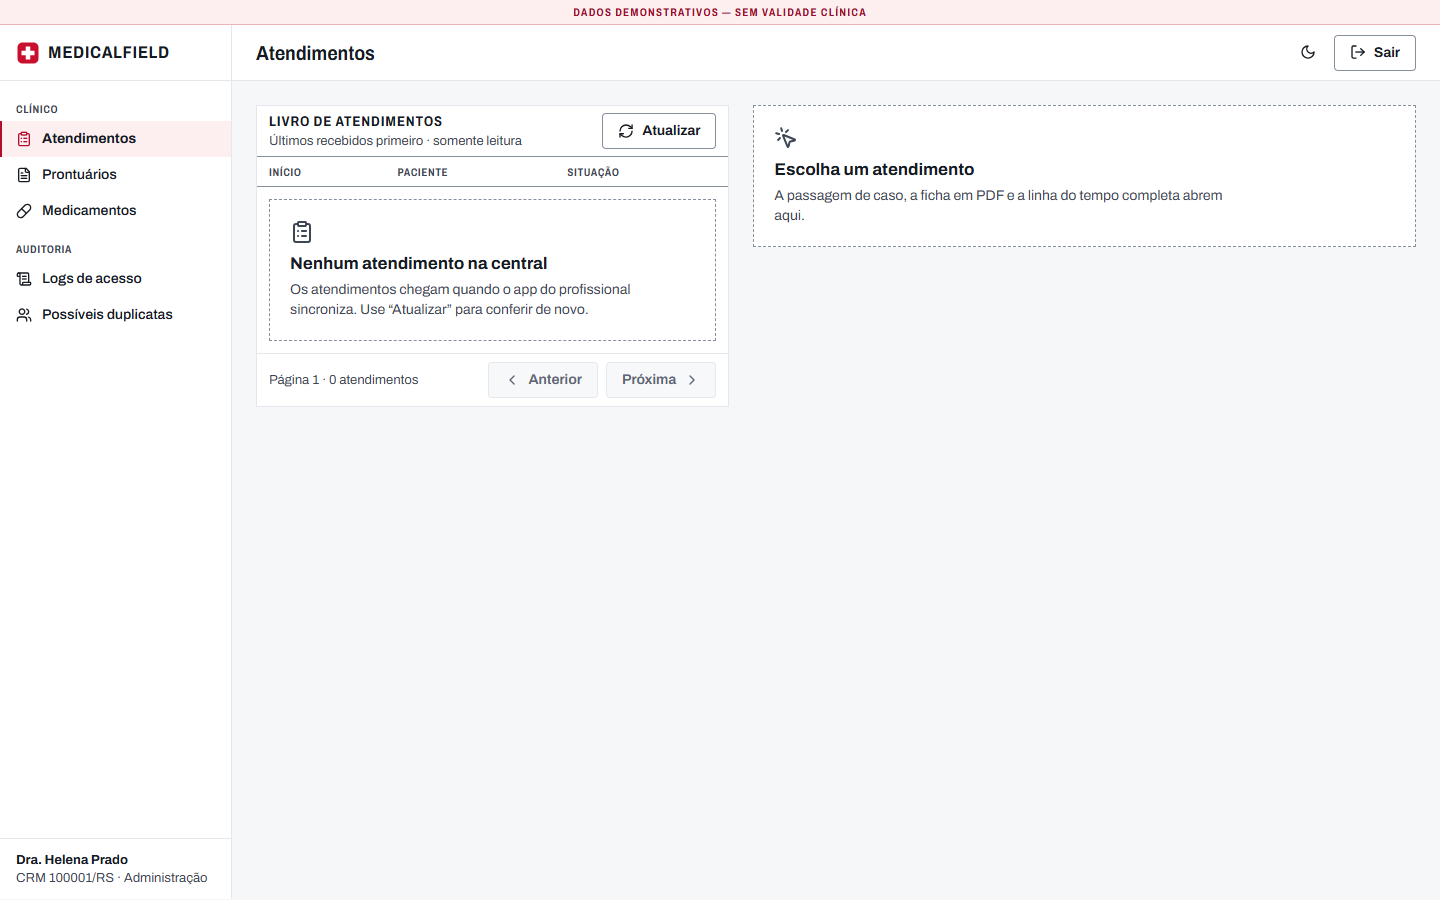 DADOS DEMONSTRATIVOS — SEM VALIDADE CLÍNICA
MEDICALFIELD
Atendimentos
Sair
CLÍNICO
Atendimentos
Prontuários
Medicamentos
AUDITORIA
Logs de acesso
Possíveis duplicatas
LIVRO DE ATENDIMENTOS
Últimos recebidos primeiro · somente leitura
Atualizar
INÍCIO PACIENTE SITUAÇÃO
Nenhum atendimento na central
Os atendimentos chegam quando o app do profissional
sincroniza. Use “Atualizar” para conferir de novo.
Página 1 · 0 atendimentos
Anterior
Próxima
Escolha um atendimento
A passagem de caso, a ficha em PDF e a linha do tempo completa abrem
aqui.
Dra. Helena Prado
CRM 100001/RS · Administração